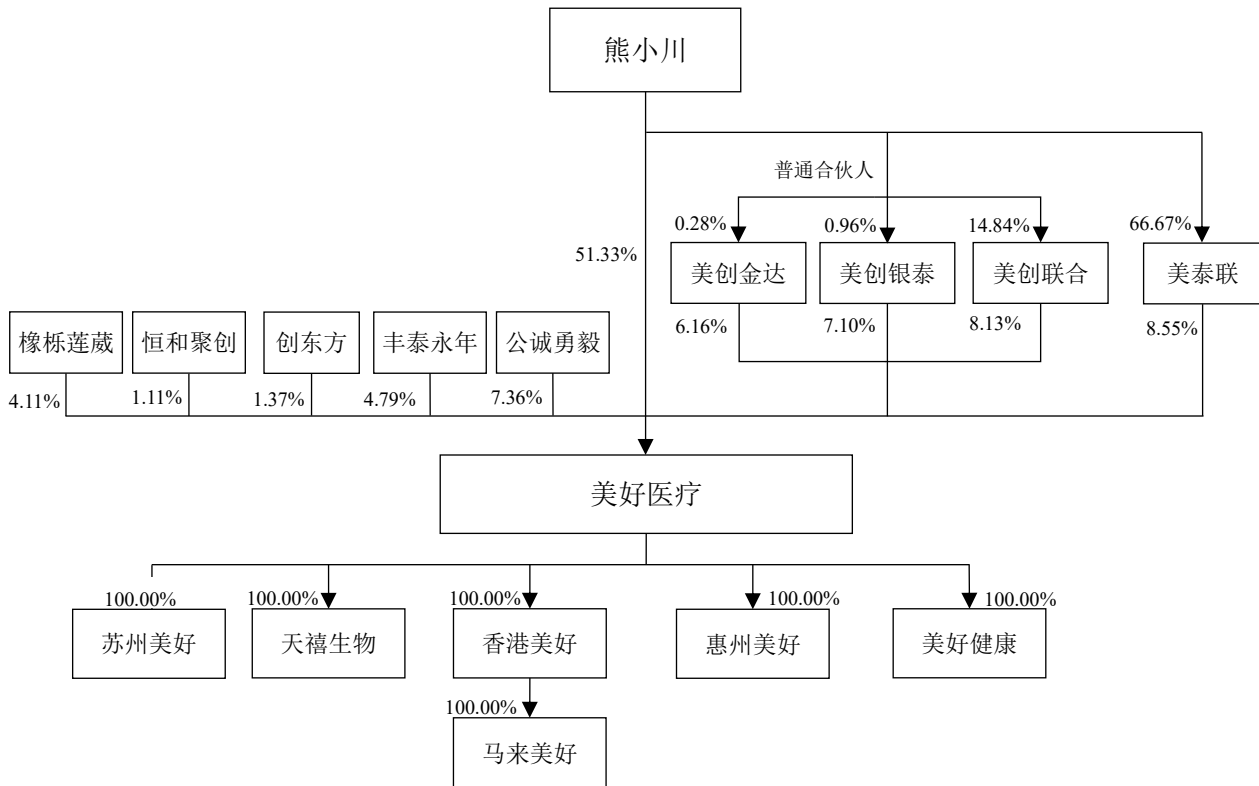 熊小川
普通合伙人
0.28%
0.96%
14.84%
66.67%
51.33%
美创金达
美创银泰
美创联合
美泰联
6.16%
7.10%
8.13%
8.55%
橡栎莲葳
恒和聚创
创东方
丰泰永年
公诚勇毅
4.11%
1.11%
1.37%
4.79%
7.36%
美好医疗
100.00%
100.00%
100.00%
100.00%
100.00%
苏州美好
天禧生物
香港美好
惠州美好
美好健康
100.00%
马来美好